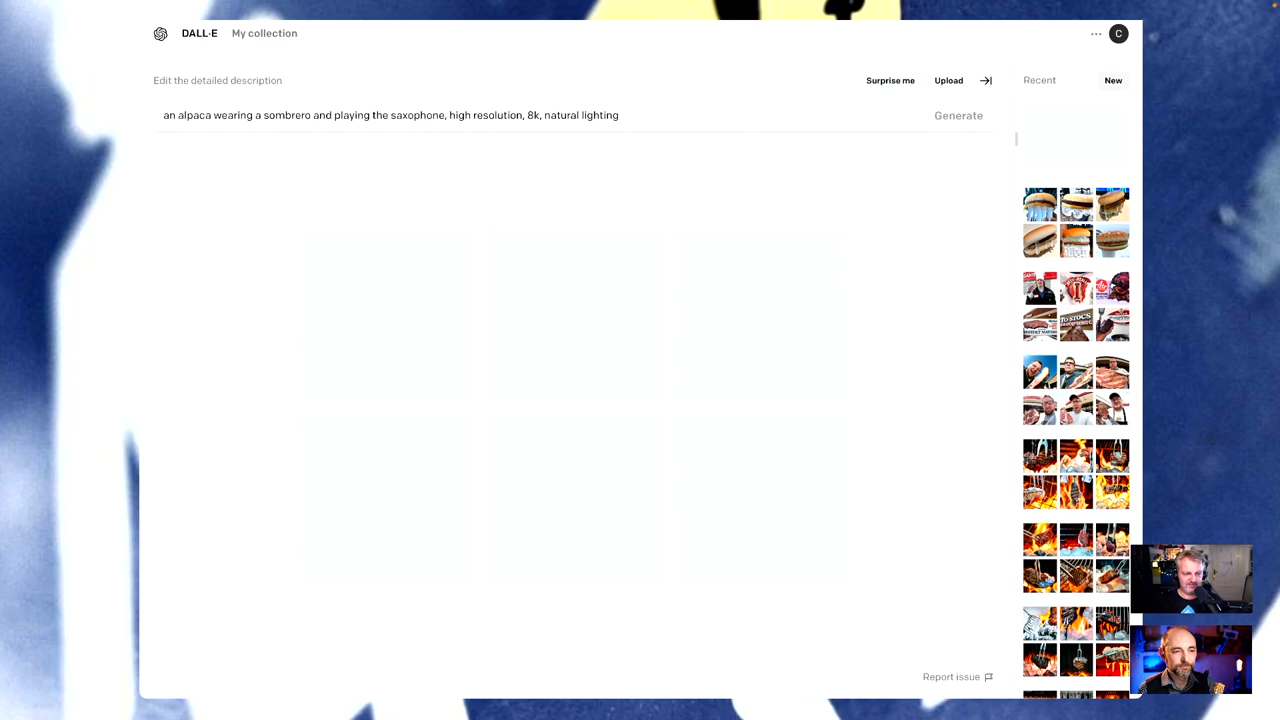 DALL·E
My collection
C
Edit the detailed description
Surprise me
Upload
Recent
New
an alpaca wearing a sombrero and playing the saxophone, high resolution, 8k, natural lighting
Generate
Report issue